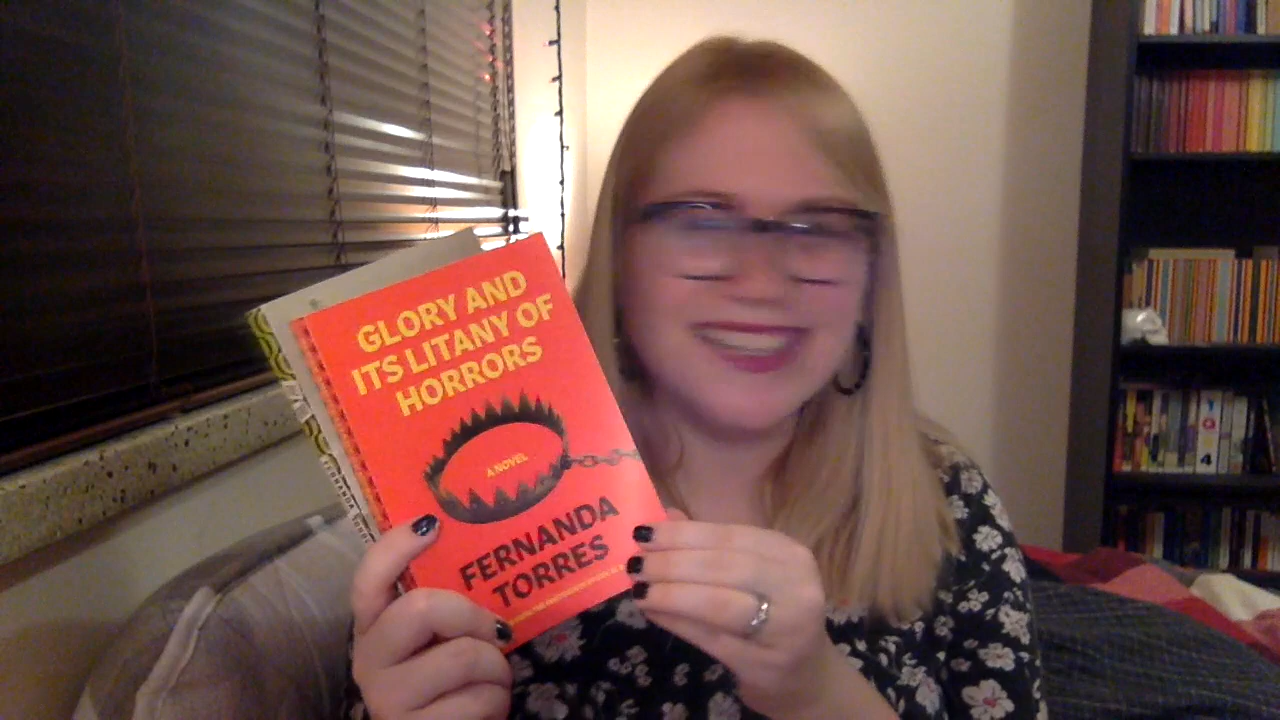 GLORY AND
ITS LITANY OF
HORRORS
A NOVEL
FERNANDA
TORRES